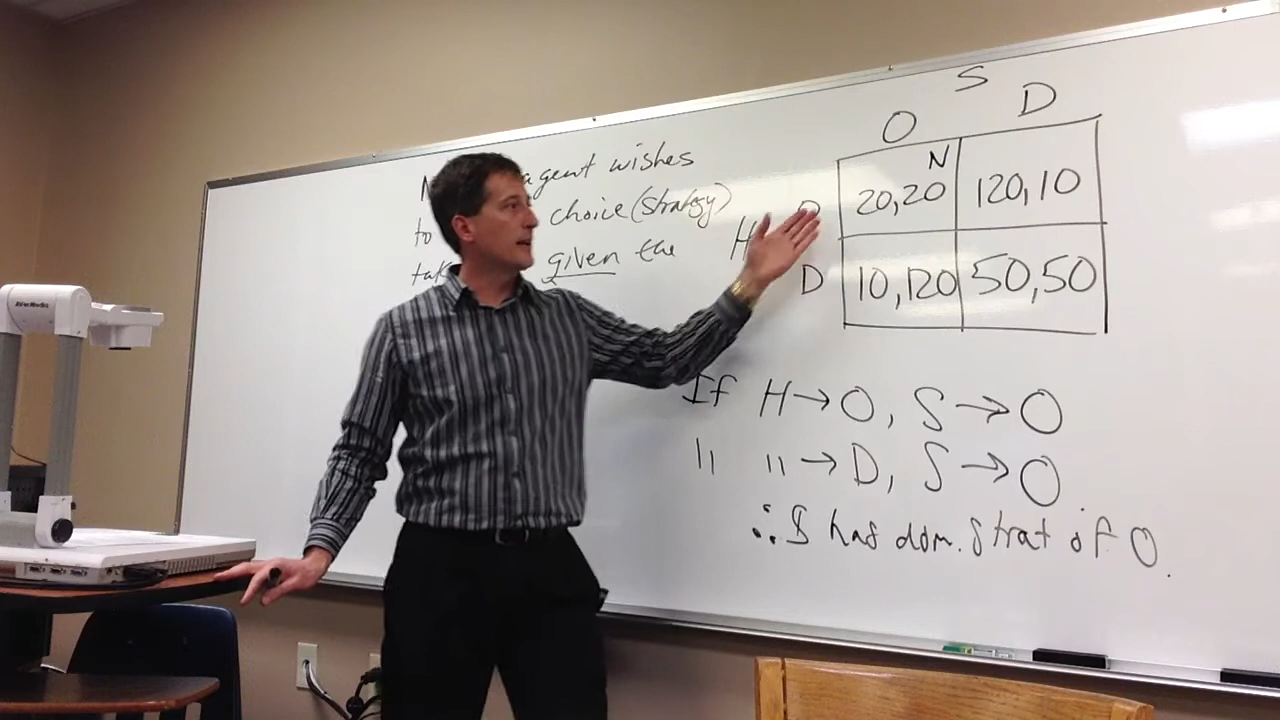 S
O D
agent wishes
to choice (strategy)
given the
H
N
20,20 120,10
D 10,120 50,50
If H→O, S→O
" " →D, S→O
∴ S has dom. strat of O.
AVerMedia